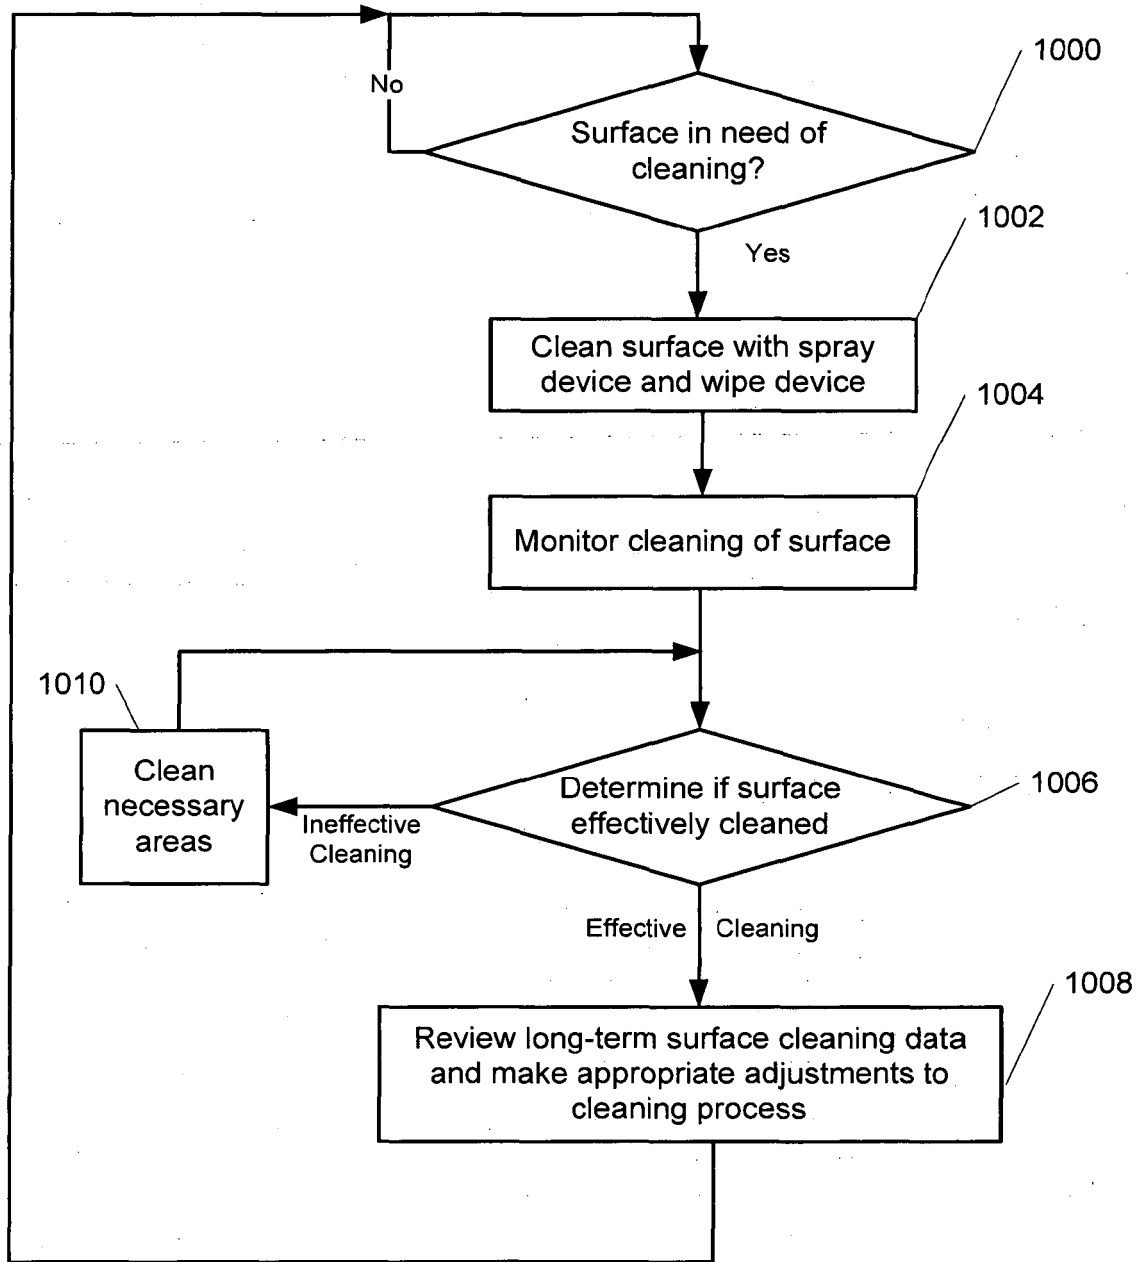 No
1000
Surface in need of
cleaning?
Yes
1002
Clean surface with spray
device and wipe device
1004
Monitor cleaning of surface
1010
Clean
necessary
areas
Ineffective
Cleaning
1006
Determine if surface
effectively cleaned
Effective Cleaning
1008
Review long-term surface cleaning data
and make appropriate adjustments to
cleaning process